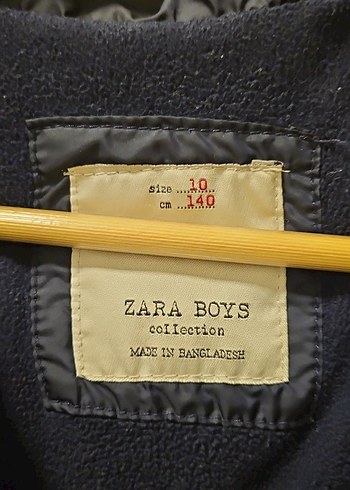 size 10
cm 140
ZARA BOYS
collection
MADE IN BANGLADESH